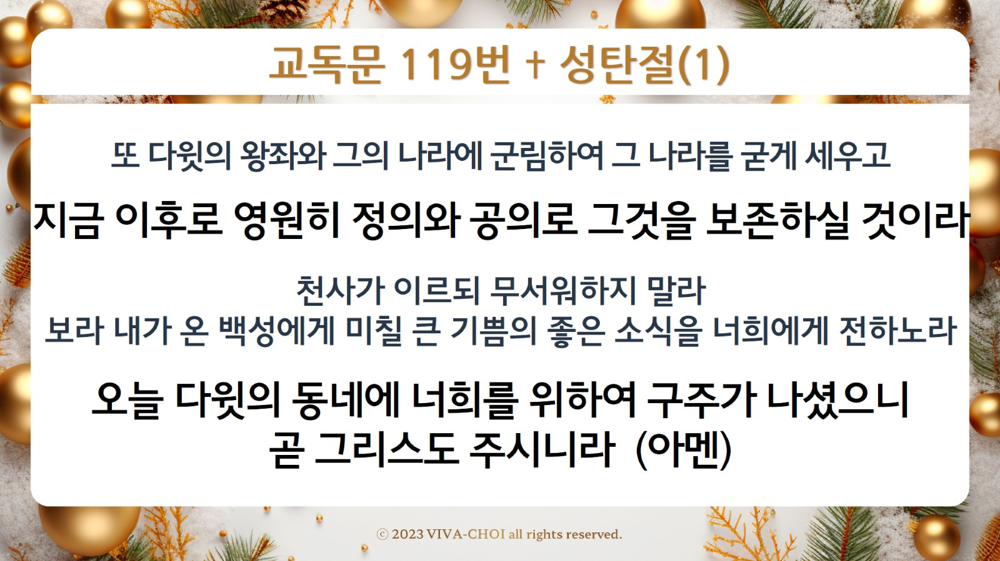 교독문 119번 † 성탄절(1)
또 다윗의 왕좌와 그의 나라에 군림하여 그 나라를 굳게 세우고
지금 이후로 영원히 정의와 공의로 그것을 보존하실 것이라
천사가 이르되 무서워하지 말라
보라 내가 온 백성에게 미칠 큰 기쁨의 좋은 소식을 너희에게 전하노라
오늘 다윗의 동네에 너희를 위하여 구주가 나셨으니
곧 그리스도 주시니라 (아멘)
ⓒ 2023 VIVA-CHOI all rights reserved.